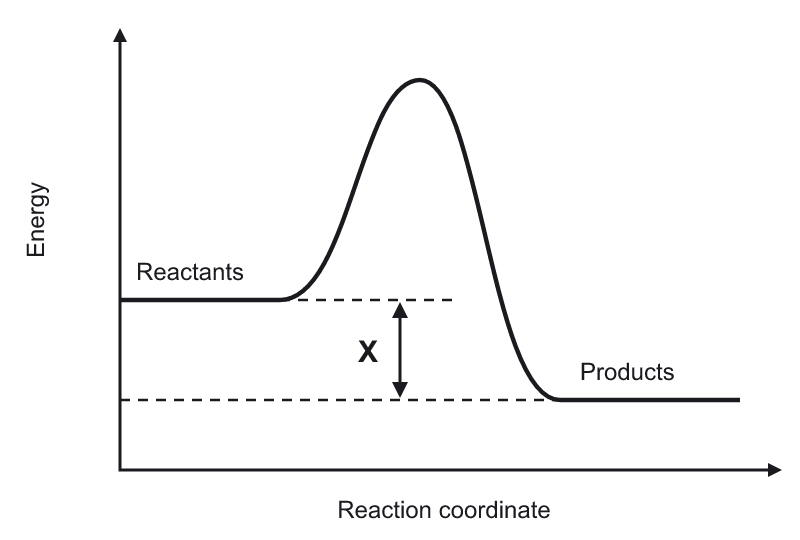 Energy
Reactants
X
Products
Reaction coordinate